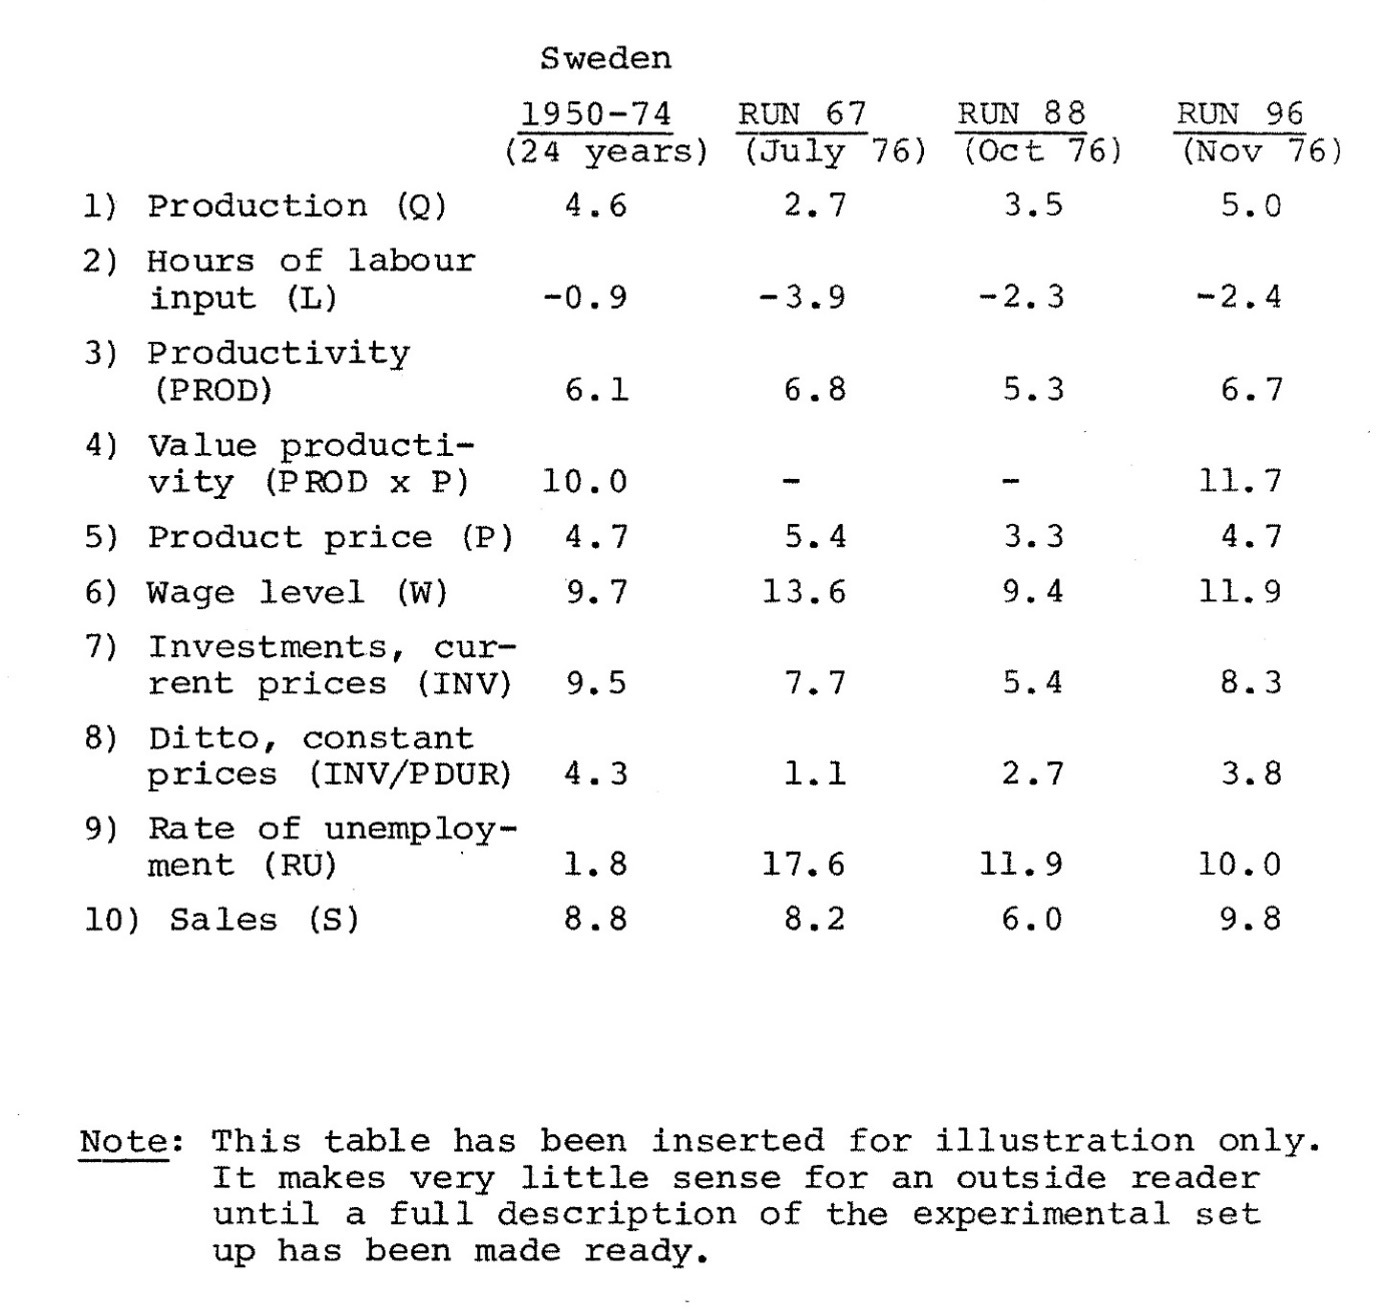 Sweden
1950-74 RUN 67 RUN 88 RUN 96
(24 years) (July 76) (Oct 76) (Nov 76)
1) Production (Q) 4.6 2.7 3.5 5.0
2) Hours of labour
input (L) -0.9 -3.9 -2.3 -2.4
3) Productivity
(PROD) 6.1 6.8 5.3 6.7
4) Value producti-
vity (PROD x P) 10.0 - - 11.7
5) Product price (P) 4.7 5.4 3.3 4.7
6) Wage level (W) 9.7 13.6 9.4 11.9
7) Investments, cur-
rent prices (INV) 9.5 7.7 5.4 8.3
8) Ditto, constant
prices (INV/PDUR) 4.3 1.1 2.7 3.8
9) Rate of unemploy-
ment (RU) 1.8 17.6 11.9 10.0
10) Sales (S) 8.8 8.2 6.0 9.8
Note: This table has been inserted for illustration only.
It makes very little sense for an outside reader
until a full description of the experimental set
up has been made ready.